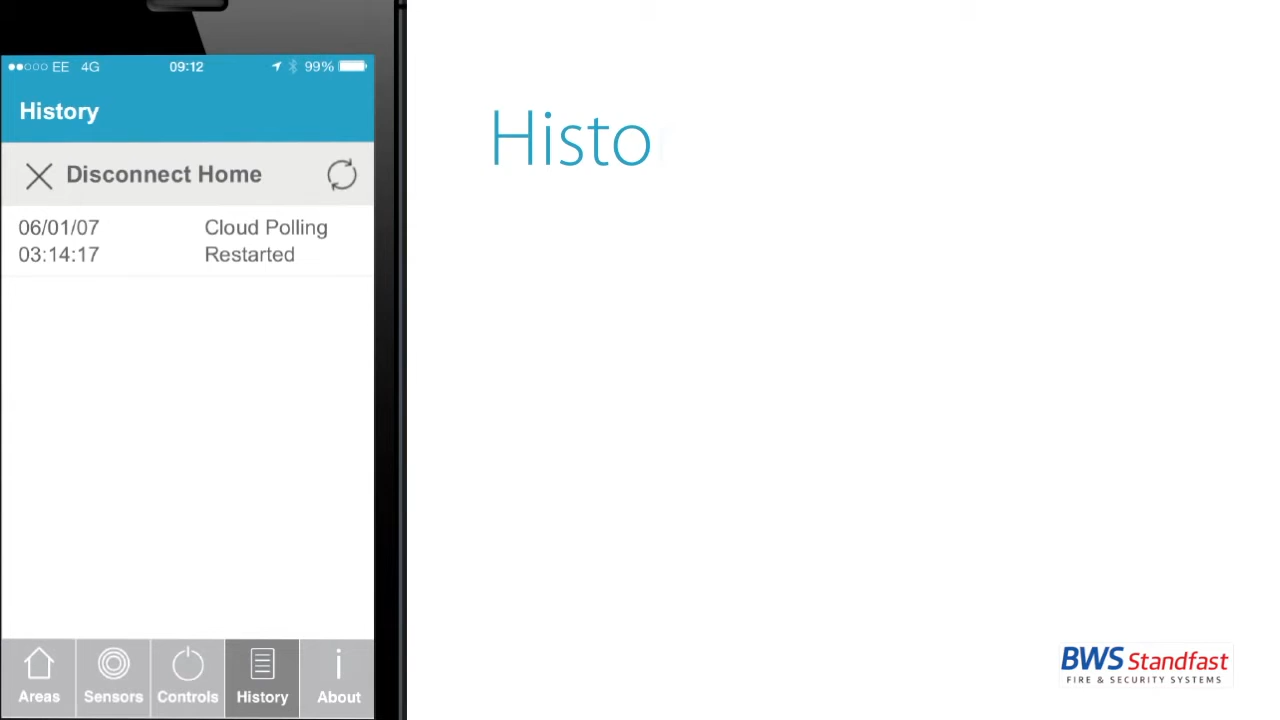 EE 4G 09:12 99%
History
Disconnect Home
06/01/07 Cloud Polling
03:14:17 Restarted
Areas Sensors Controls History About
Histo
BWS Standfast
FIRE & SECURITY SYSTEMS